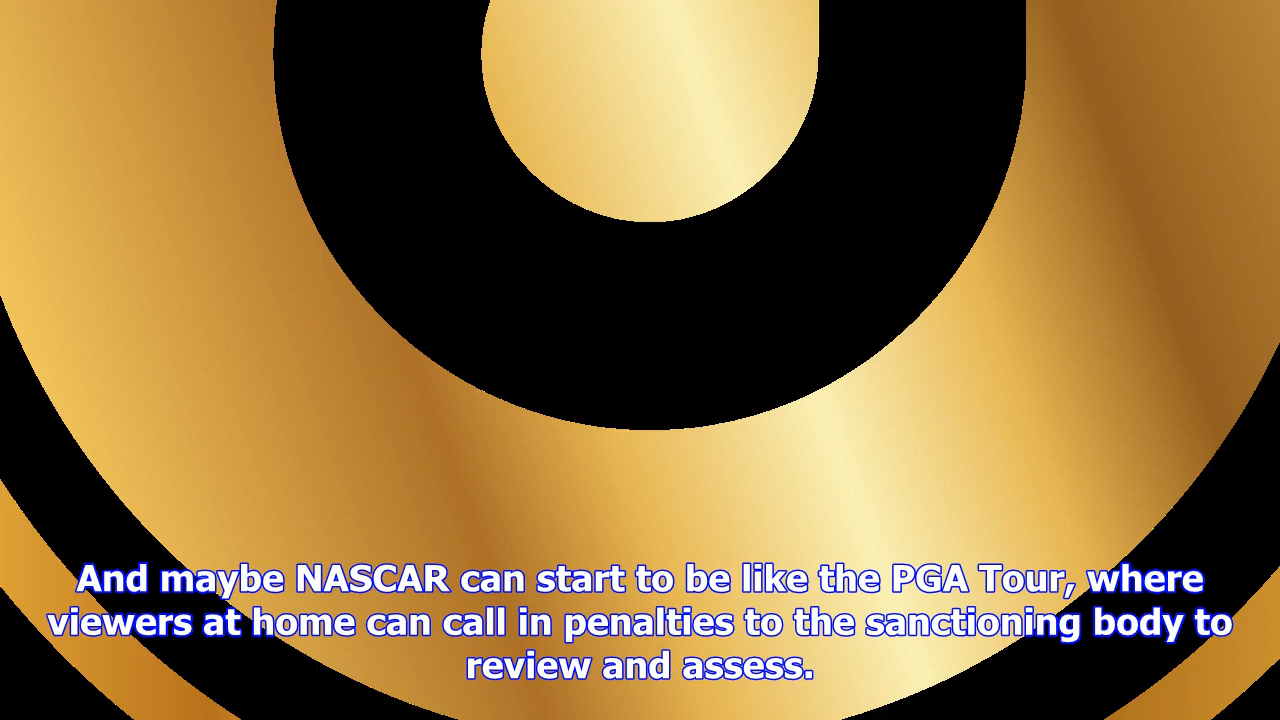 And maybe NASCAR can start to be like the PGA Tour, where
viewers at home can call in penalties to the sanctioning body to
review and assess.